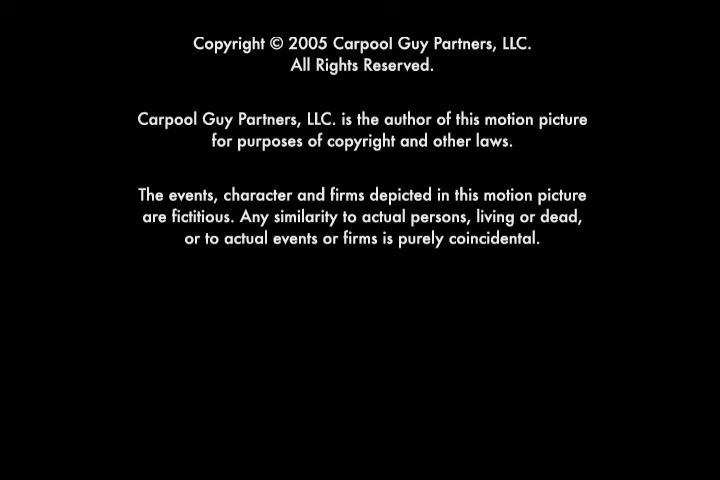 Copyright © 2005 Carpool Guy Partners, LLC.
All Rights Reserved.
Carpool Guy Partners, LLC. is the author of this motion picture
for purposes of copyright and other laws.
The events, character and firms depicted in this motion picture
are fictitious. Any similarity to actual persons, living or dead,
or to actual events or firms is purely coincidental.